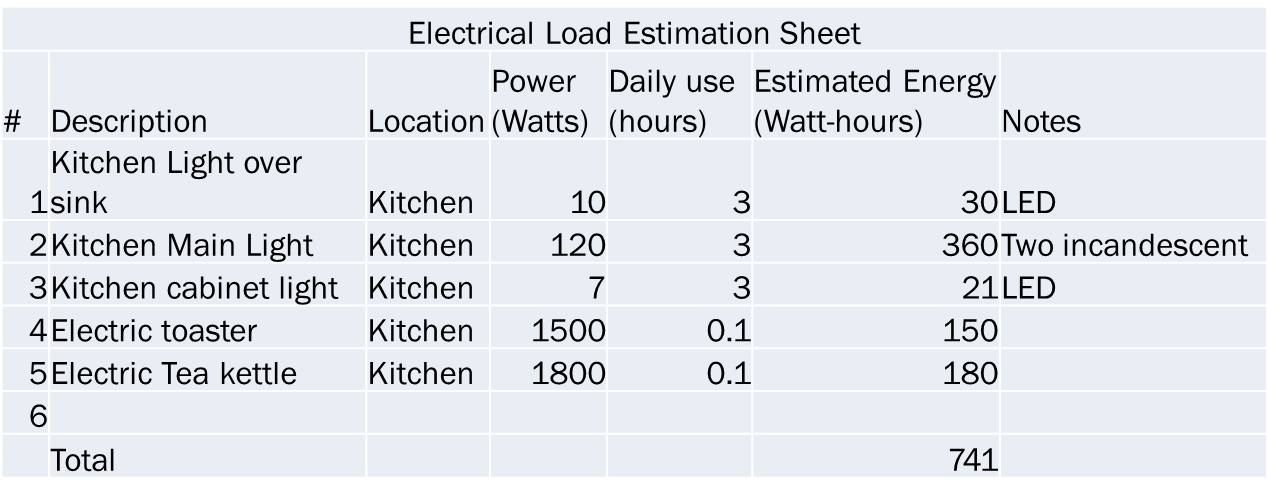 Electrical Load Estimation Sheet
# Description Location Power (Watts) Daily use (hours) Estimated Energy (Watt-hours) Notes
1 Kitchen Light over sink Kitchen 10 3 30 LED
2 Kitchen Main Light Kitchen 120 3 360 Two incandescent
3 Kitchen cabinet light Kitchen 7 3 21 LED
4 Electric toaster Kitchen 1500 0.1 150
5 Electric Tea kettle Kitchen 1800 0.1 180
6
Total 741